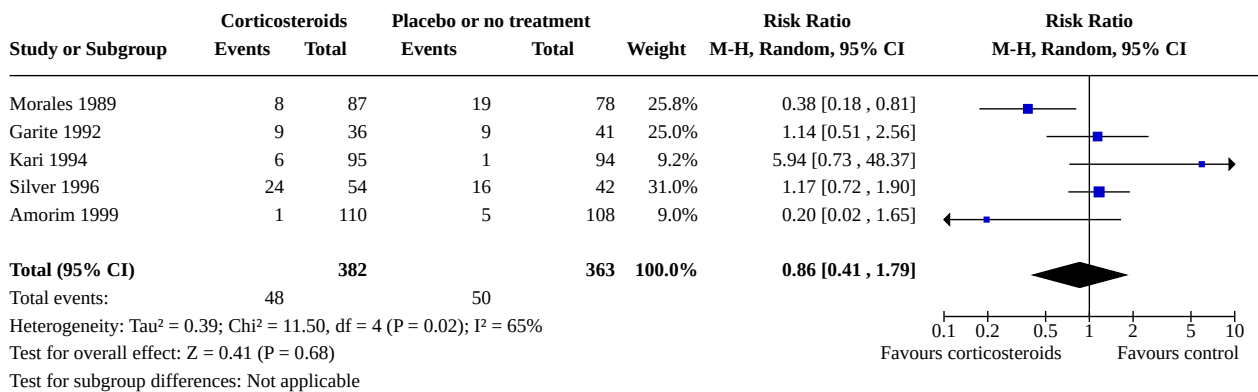 Corticosteroids Placebo or no treatment Risk Ratio Risk Ratio
Study or Subgroup Events Total Events Total Weight M-H, Random, 95% CI M-H, Random, 95% CI
Morales 1989 8 87 19 78 25.8% 0.38 [0.18 , 0.81]
Garite 1992 9 36 9 41 25.0% 1.14 [0.51 , 2.56]
Kari 1994 6 95 1 94 9.2% 5.94 [0.73 , 48.37]
Silver 1996 24 54 16 42 31.0% 1.17 [0.72 , 1.90]
Amorim 1999 1 110 5 108 9.0% 0.20 [0.02 , 1.65]
Total (95% CI) 382 363 100.0% 0.86 [0.41 , 1.79]
Total events: 48 50
Heterogeneity: Tau² = 0.39; Chi² = 11.50, df = 4 (P = 0.02); I² = 65%
0.1 0.2 0.5 1 2 5 10
Test for overall effect: Z = 0.41 (P = 0.68)
Favours corticosteroids Favours control
Test for subgroup differences: Not applicable